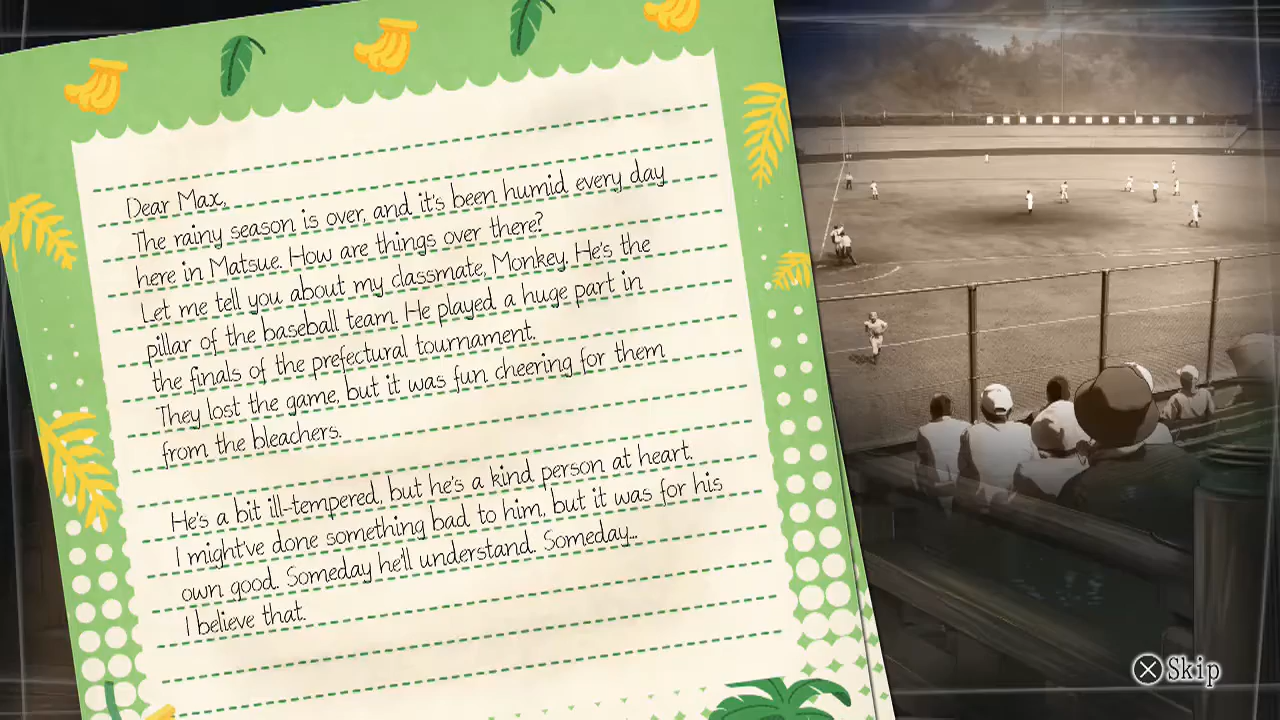 Dear Max,
The rainy season is over, and it's been humid every day
here in Matsue. How are things over there?
Let me tell you about my classmate, Monkey. He's the
pillar of the baseball team. He played a huge part in
the finals of the prefectural tournament.
They lost the game, but it was fun cheering for them
from the bleachers.
He's a bit ill-tempered, but he's a kind person at heart.
I might've done something bad to him, but it was for his
own good. Someday he'll understand. Someday...
I believe that.
Skip